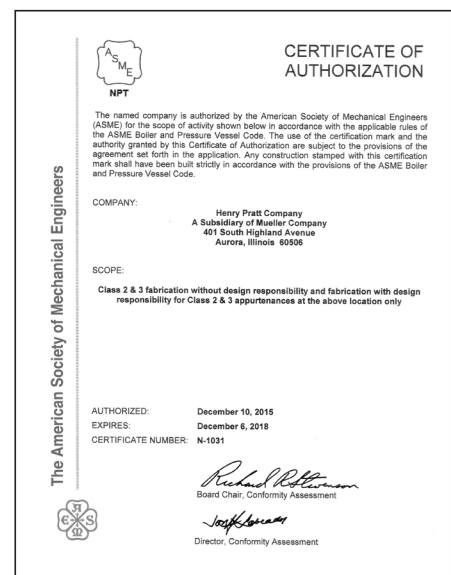 ASME
NPT
CERTIFICATE OF
AUTHORIZATION
The named company is authorized by the American Society of Mechanical Engineers
(ASME) for the scope of activity shown below in accordance with the applicable rules of
the ASME Boiler and Pressure Vessel Code. The use of the certification mark and the
authority granted by this Certificate of Authorization are subject to the provisions of the
agreement set forth in the application. Any construction stamped with this certification
mark shall have been built strictly in accordance with the provisions of the ASME Boiler
and Pressure Vessel Code.
COMPANY:
Henry Pratt Company
A Subsidiary of Mueller Company
401 South Highland Avenue
Aurora, Illinois 60506
SCOPE:
Class 2 & 3 fabrication without design responsibility and fabrication with design
responsibility for Class 2 & 3 appurtenances at the above location only
AUTHORIZED: December 10, 2015
EXPIRES: December 6, 2018
CERTIFICATE NUMBER: N-1031
Board Chair, Conformity Assessment
Director, Conformity Assessment
The American Society of Mechanical Engineers